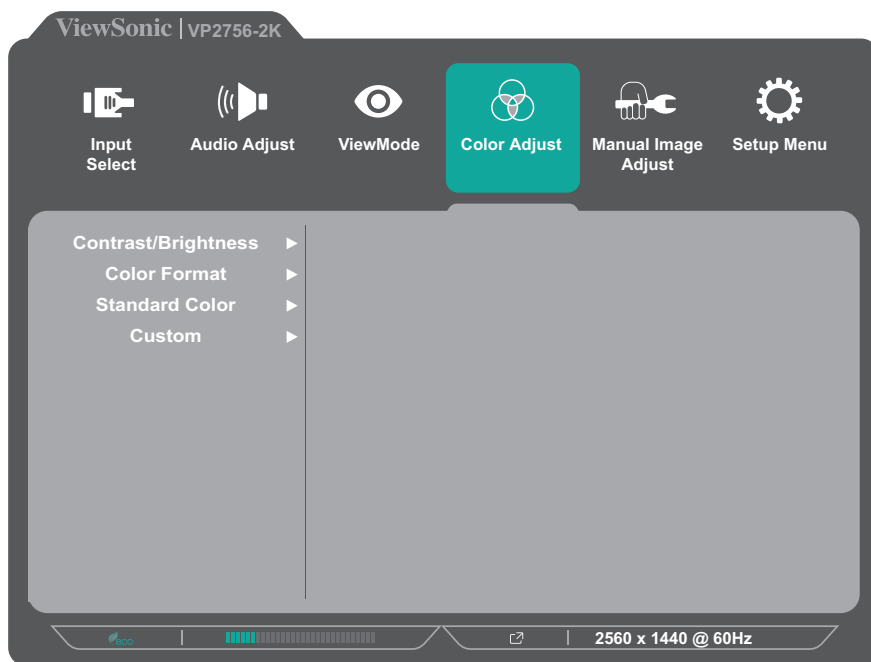 ViewSonic | VP2756-2K
Input
Select
Audio Adjust
ViewMode
Color Adjust
Manual Image
Adjust
Setup Menu
Contrast/Brightness
Color Format
Standard Color
Custom
eco
2560 x 1440 @ 60Hz